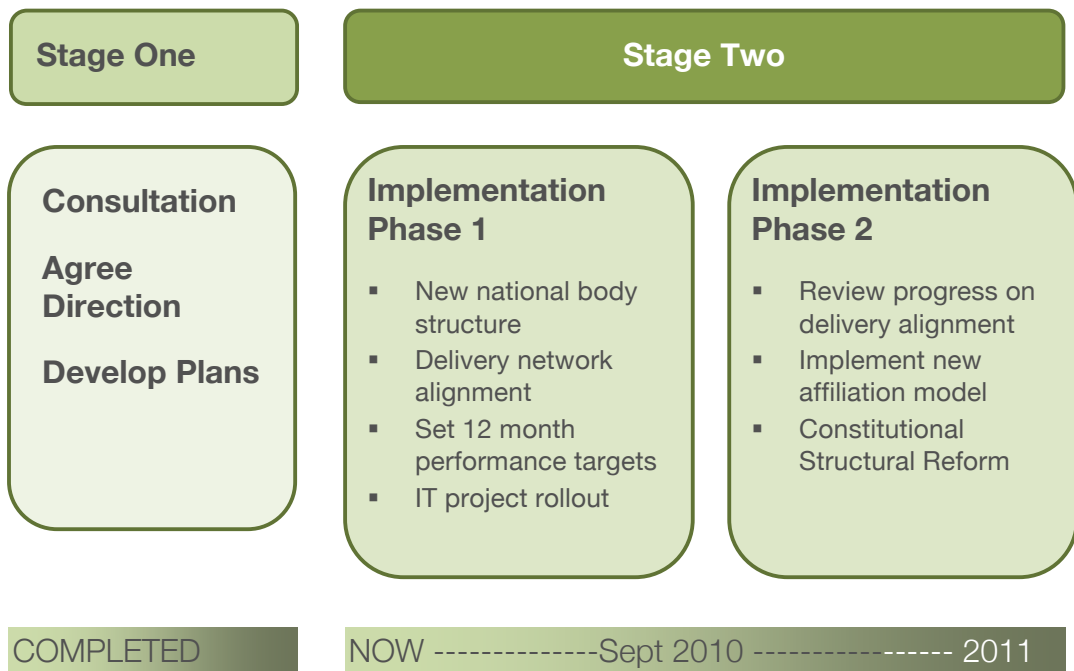 Stage One
Stage Two
Consultation
Agree
Direction
Develop Plans
Implementation
Phase 1
▪ New national body
structure
▪ Delivery network
alignment
▪ Set 12 month
performance targets
▪ IT project rollout
Implementation
Phase 2
▪ Review progress on
delivery alignment
▪ Implement new
affiliation model
▪ Constitutional
Structural Reform
COMPLETED
NOW --------------Sept 2010 ------------------ 2011